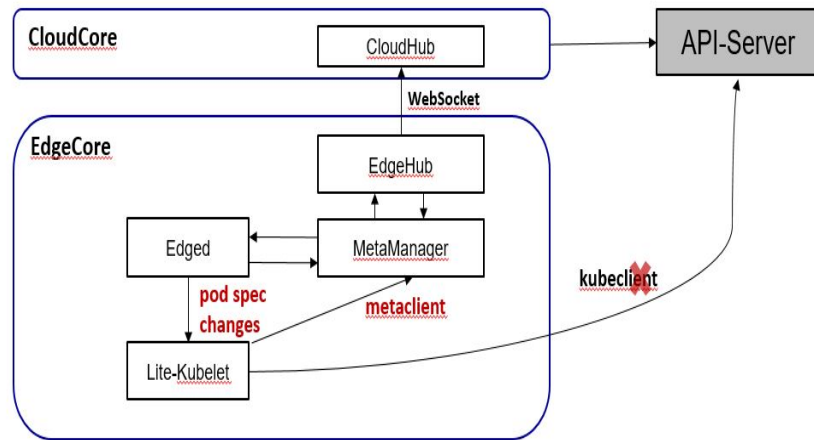 CloudCore
CloudHub
API-Server
WebSocket
EdgeCore
EdgeHub
Edged
MetaManager
kubeclient
pod spec
changes
metaclient
Lite-Kubelet